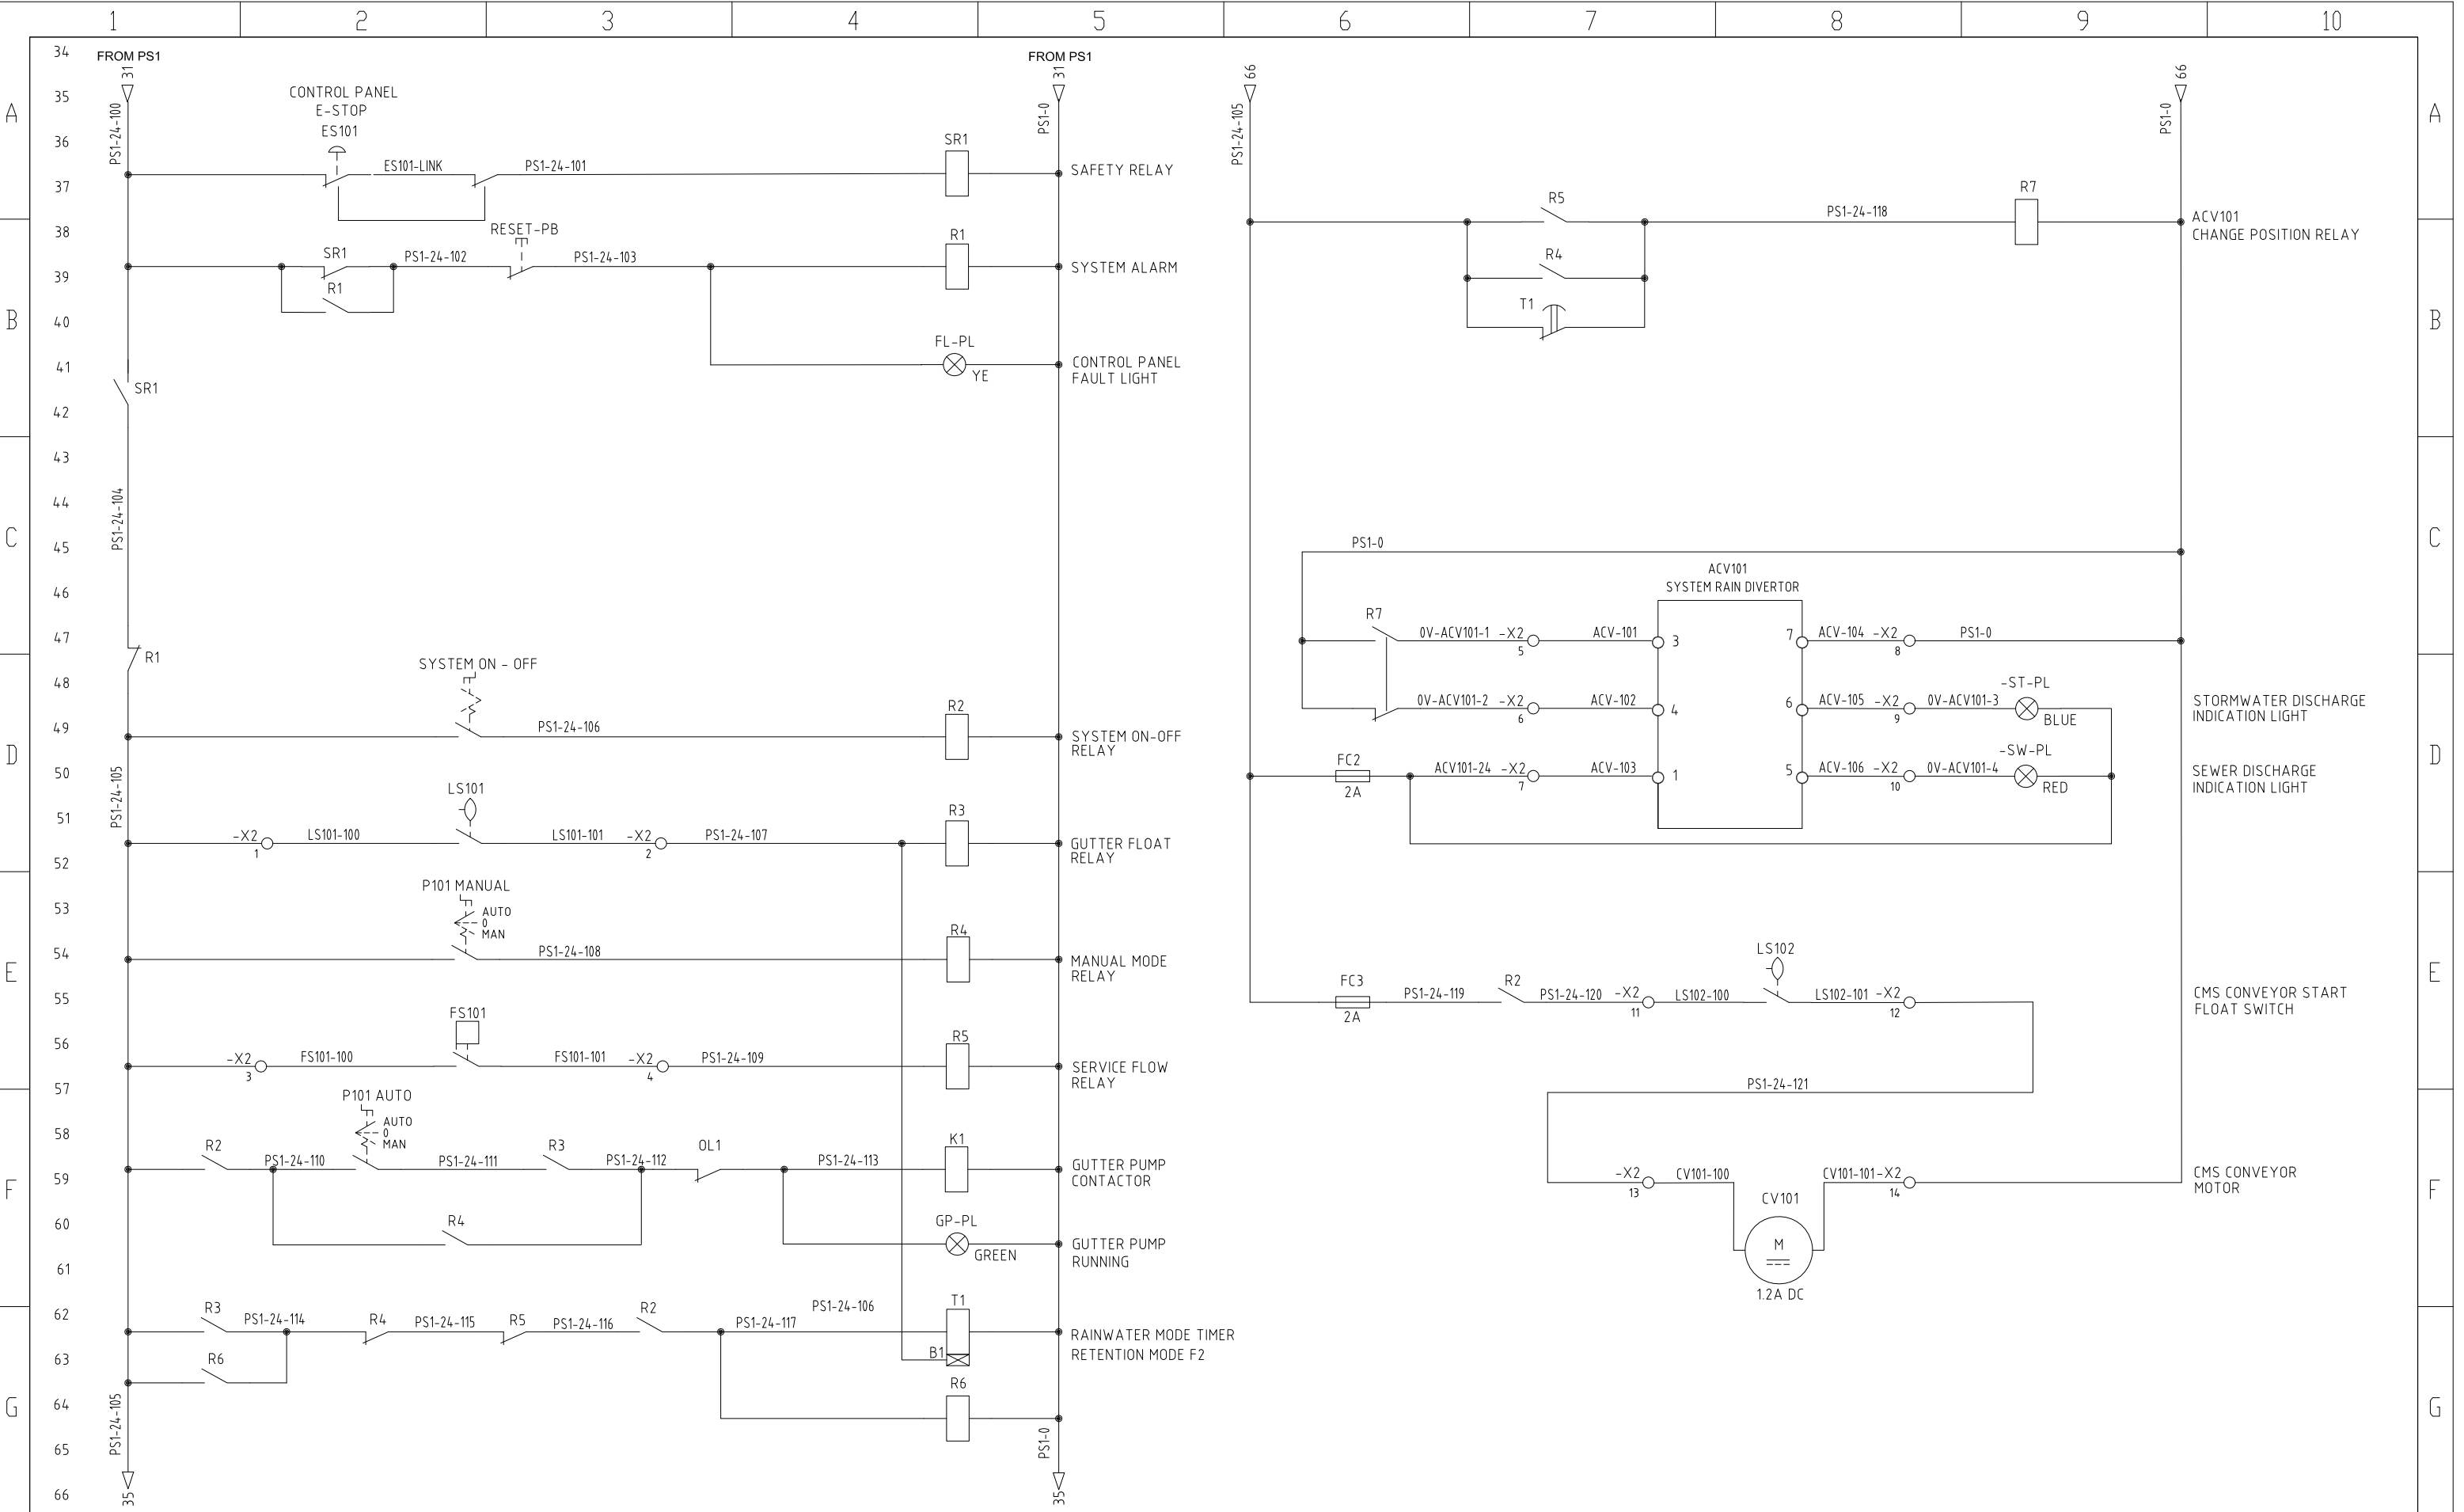 1 2 3 4 5 6 7 8 9 10
34
FROM PS1
FROM PS1
31
31
66
66
A
35
CONTROL PANEL
E-STOP
ES101
PS1-24-100
PS1-0
PS1-24-105
PS1-0
A
36
SR1
ES101-LINK
PS1-24-101
SAFETY RELAY
37
R5
PS1-24-118
R7
ACV101
CHANGE POSITION RELAY
38
RESET-PB
R1
SR1
PS1-24-102
PS1-24-103
SYSTEM ALARM
R4
39
R1
T1
B
40
B
FL-PL
YE
41
CONTROL PANEL
FAULT LIGHT
SR1
42
43
PS1-24-104
44
C
45
PS1-0
C
46
ACV101
SYSTEM RAIN DIVERTOR
47
R7
0V-ACV101-1
-X2
5
ACV-101
3
7
ACV-104
-X2
8
PS1-0
R1
SYSTEM ON - OFF
48
0V-ACV101-2
-X2
6
ACV-102
4
6
ACV-105
-X2
9
0V-ACV101-3
-ST-PL
BLUE
STORMWATER DISCHARGE
INDICATION LIGHT
49
PS1-24-106
R2
SYSTEM ON-OFF
RELAY
D
50
PS1-24-105
FC2
2A
ACV101-24
-X2
7
ACV-103
1
5
ACV-106
-X2
10
0V-ACV101-4
-SW-PL
RED
SEWER DISCHARGE
INDICATION LIGHT
D
LS101
51
-X2
1
LS101-100
LS101-101
-X2
2
PS1-24-107
R3
GUTTER FLOAT
RELAY
52
P101 MANUAL
53
AUTO
0
MAN
54
PS1-24-108
R4
MANUAL MODE
RELAY
E
LS102
E
55
FC3
2A
PS1-24-119
R2
PS1-24-120
-X2
11
LS102-100
LS102-101
-X2
12
CMS CONVEYOR START
FLOAT SWITCH
FS101
56
-X2
3
FS101-100
FS101-101
-X2
4
PS1-24-109
R5
SERVICE FLOW
RELAY
57
P101 AUTO
PS1-24-121
58
AUTO
0
MAN
R2
PS1-24-110
PS1-24-111
R3
PS1-24-112
OL1
PS1-24-113
K1
GUTTER PUMP
CONTACTOR
59
-X2
13
CV101-100
CV101-101
-X2
14
CMS CONVEYOR
MOTOR
F
CV101
F
60
R4
GP-PL
GREEN
GUTTER PUMP
RUNNING
M
61
1.2A DC
62
R3
PS1-24-114
R4
PS1-24-115
R5
PS1-24-116
R2
PS1-24-117
PS1-24-106
T1
RAINWATER MODE TIMER
RETENTION MODE F2
63
R6
B1
R6
G
64
PS1-24-105
PS1-0
G
65
66
35
35